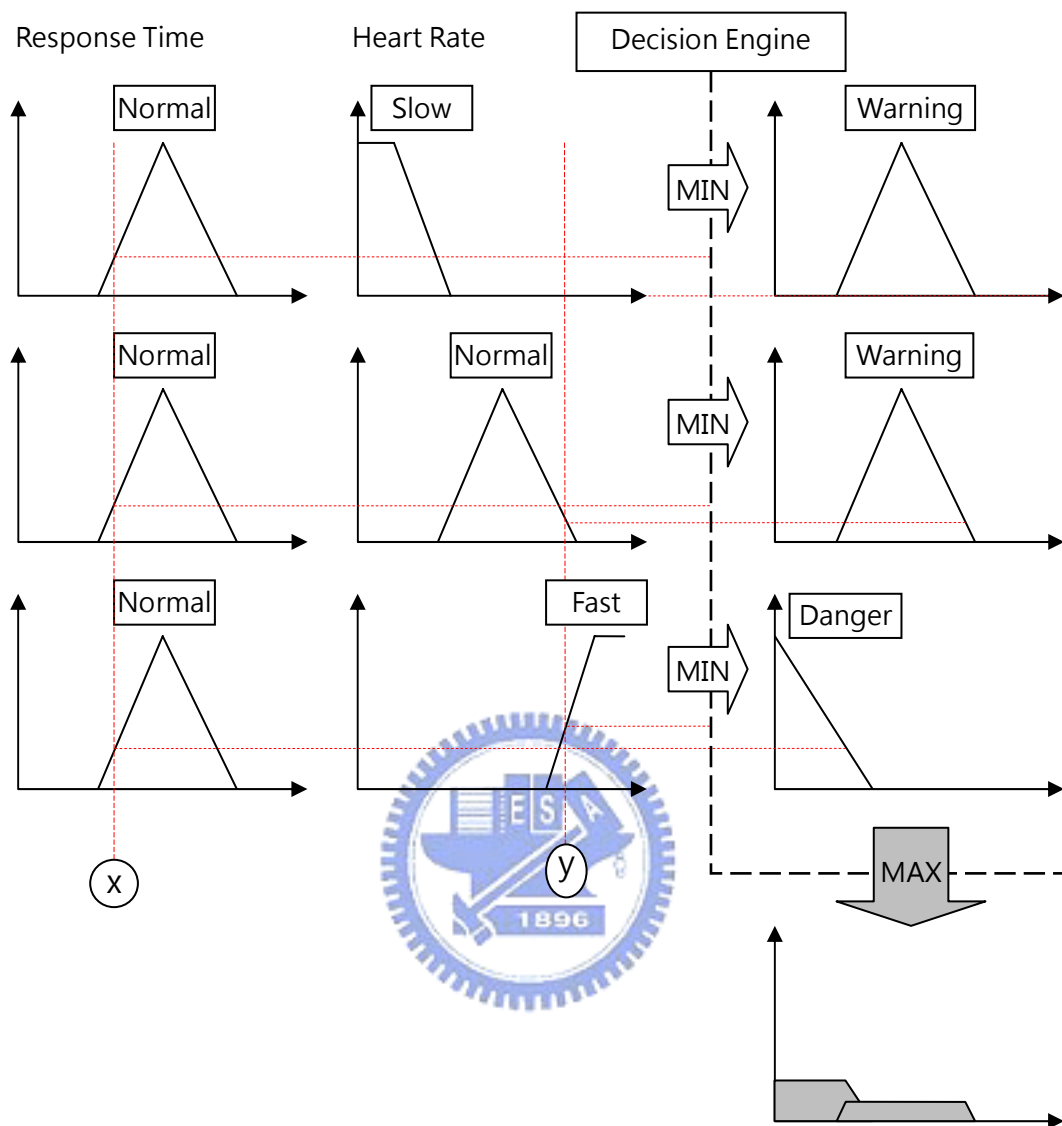 Response Time
Heart Rate
Decision Engine
Normal
Slow
MIN
Warning
Normal
Normal
MIN
Warning
Normal
Fast
MIN
Danger
E S A
1896
x
y
MAX